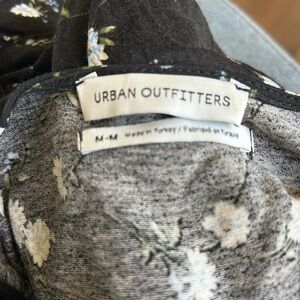 URBAN OUTFITTERS
M-M Made in Turkey / Fabriqué en Turquie